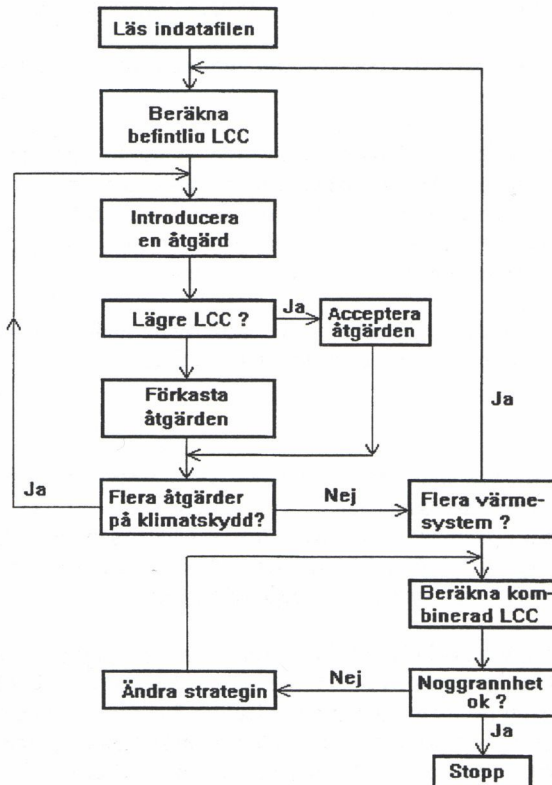 Läs indatafilen
Beräkna
befintlig LCC
Introducera
en åtgärd
Lägre LCC ?
Ja
Acceptera
åtgärden
Förkasta
åtgärden
Ja
Ja
Flera åtgärder
på klimatskydd?
Nej
Flera värme-
system ?
Beräkna kom-
binerad LCC
Ändra strategin
Nej
Noggrannhet
ok ?
Ja
Stopp